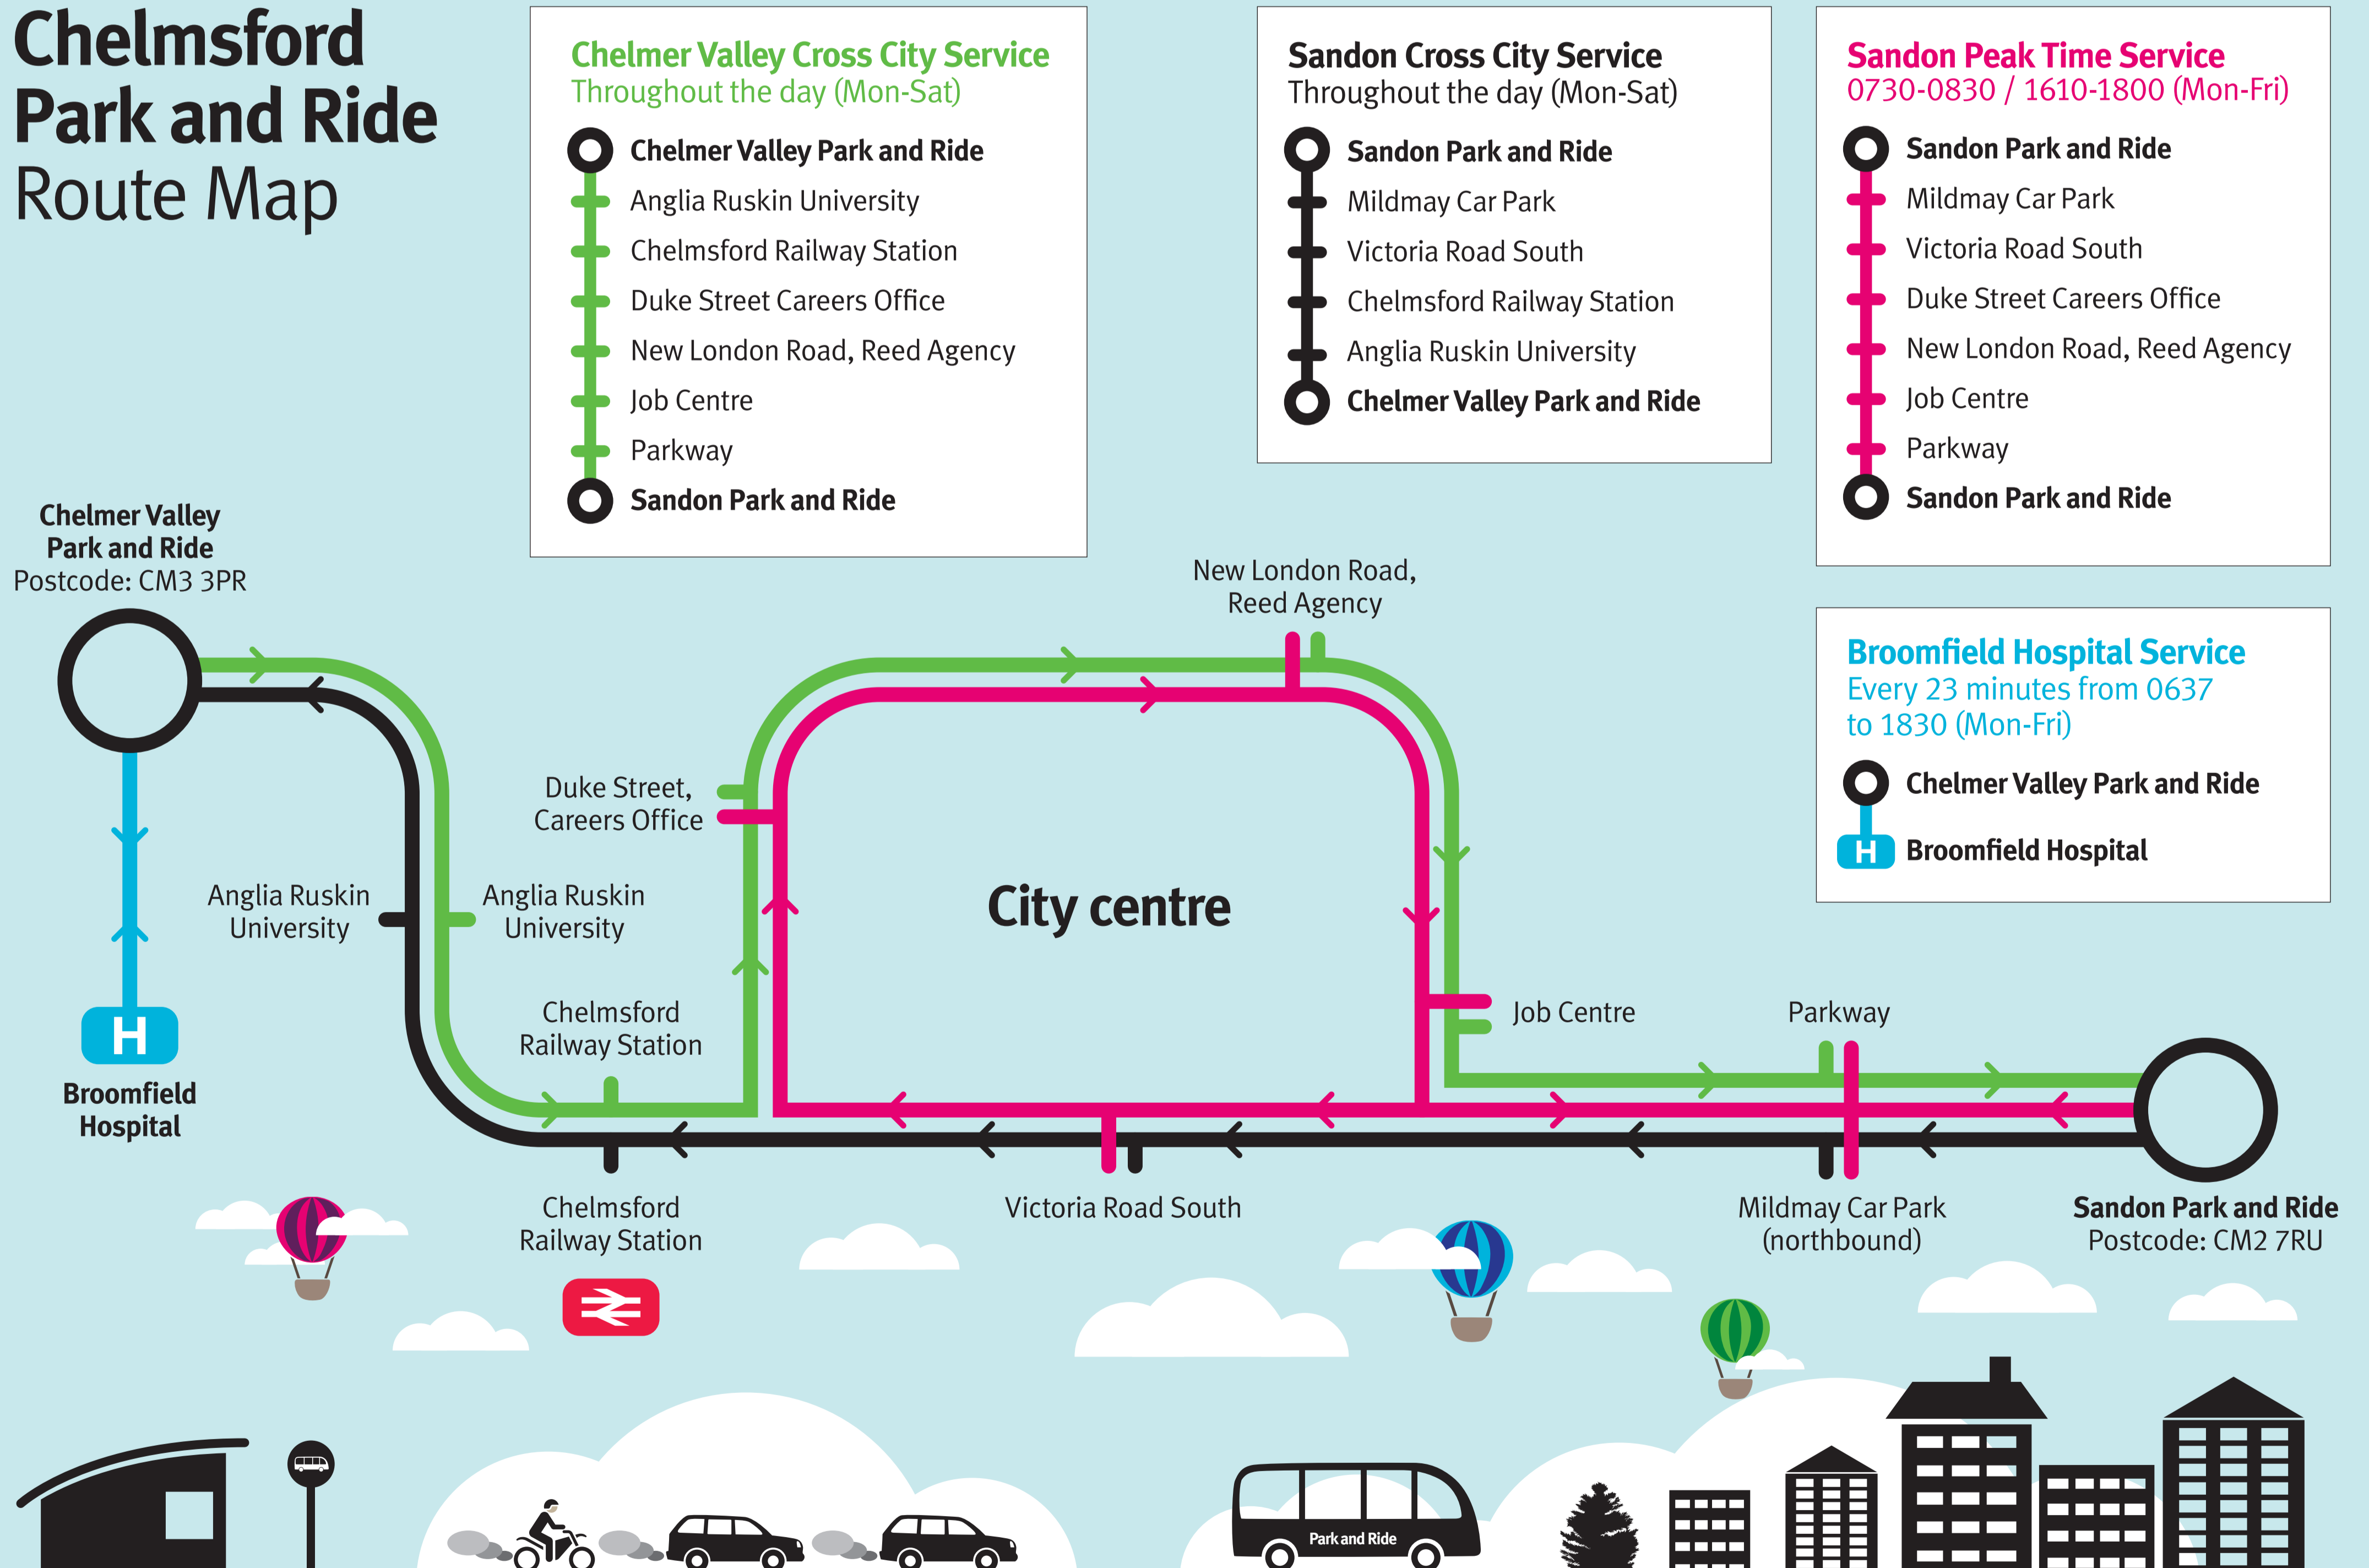 Chelmsford
Park and Ride
Route Map
Chelmer Valley Cross City Service
Throughout the day (Mon-Sat)
Chelmer Valley Park and Ride
Anglia Ruskin University
Chelmsford Railway Station
Duke Street Careers Office
New London Road, Reed Agency
Job Centre
Parkway
Sandon Park and Ride
Sandon Cross City Service
Throughout the day (Mon-Sat)
Sandon Park and Ride
Mildmay Car Park
Victoria Road South
Chelmsford Railway Station
Anglia Ruskin University
Chelmer Valley Park and Ride
Sandon Peak Time Service
0730-0830 / 1610-1800 (Mon-Fri)
Sandon Park and Ride
Mildmay Car Park
Victoria Road South
Duke Street Careers Office
New London Road, Reed Agency
Job Centre
Parkway
Sandon Park and Ride
Broomfield Hospital Service
Every 23 minutes from 0637
to 1830 (Mon-Fri)
Chelmer Valley Park and Ride
H
Broomfield Hospital
Chelmer Valley
Park and Ride
Postcode: CM3 3PR
New London Road,
Reed Agency
Duke Street,
Careers Office
City centre
Anglia Ruskin
University
Anglia Ruskin
University
Chelmsford
Railway Station
Job Centre
Parkway
H
Broomfield
Hospital
Chelmsford
Railway Station
Victoria Road South
Mildmay Car Park
(northbound)
Sandon Park and Ride
Postcode: CM2 7RU
Park and Ride